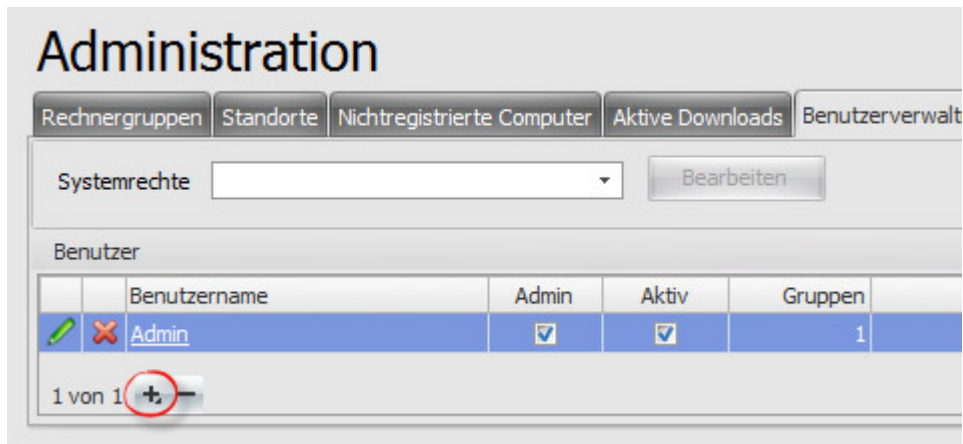 Administration
Rechnergruppen Standorte Nichtregistrierte Computer Aktive Downloads Benutzerverwalt
Systemrechte Bearbeiten
Benutzer
Benutzername Admin Aktiv Gruppen
Admin 1
1 von 1